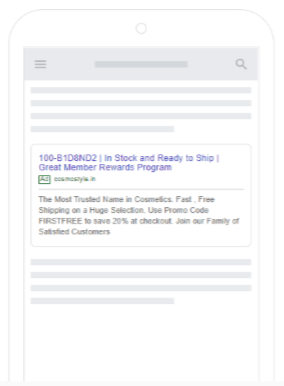 100-B1D8ND2 | In Stock and Ready to Ship |
Great Member Rewards Program
Ad cosmostyle.in
The Most Trusted Name in Cosmetics. Fast , Free
Shipping on a Huge Selection. Use Promo Code
FIRSTFREE to save 20% at checkout. Join our Family of
Satisfied Customers